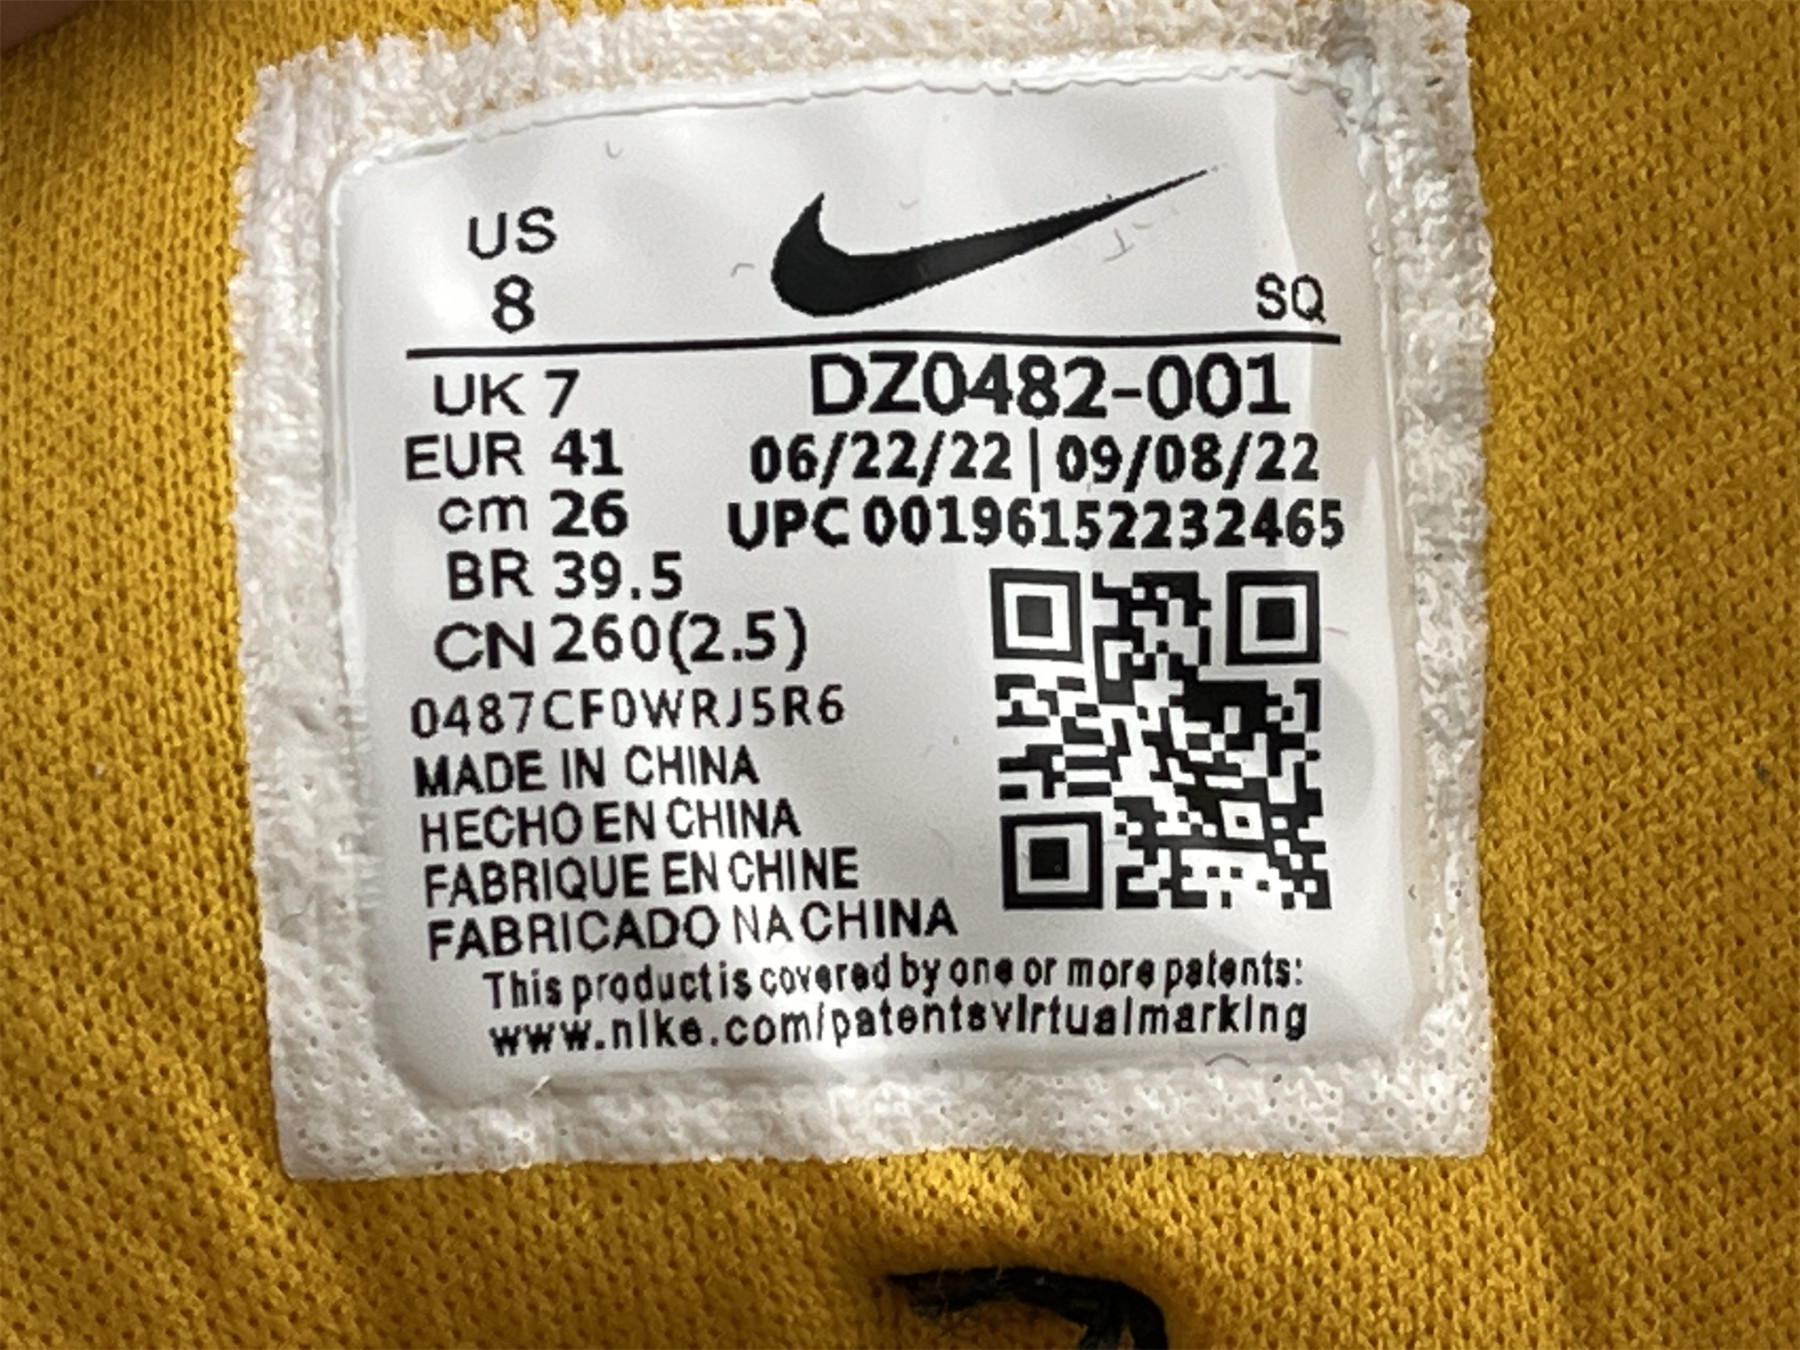 US
8
SQ
UK 7
DZ0482-001
EUR 41
06/22/22 | 09/08/22
cm 26
UPC 00196152232465
BR 39.5
CN 260(2.5)
0487CF0WRJ5R6
MADE IN CHINA
HECHO EN CHINA
FABRIQUE EN CHINE
FABRICADO NA CHINA
This product is covered by one or more patents:
www.nike.com/patentsvirtualmarking